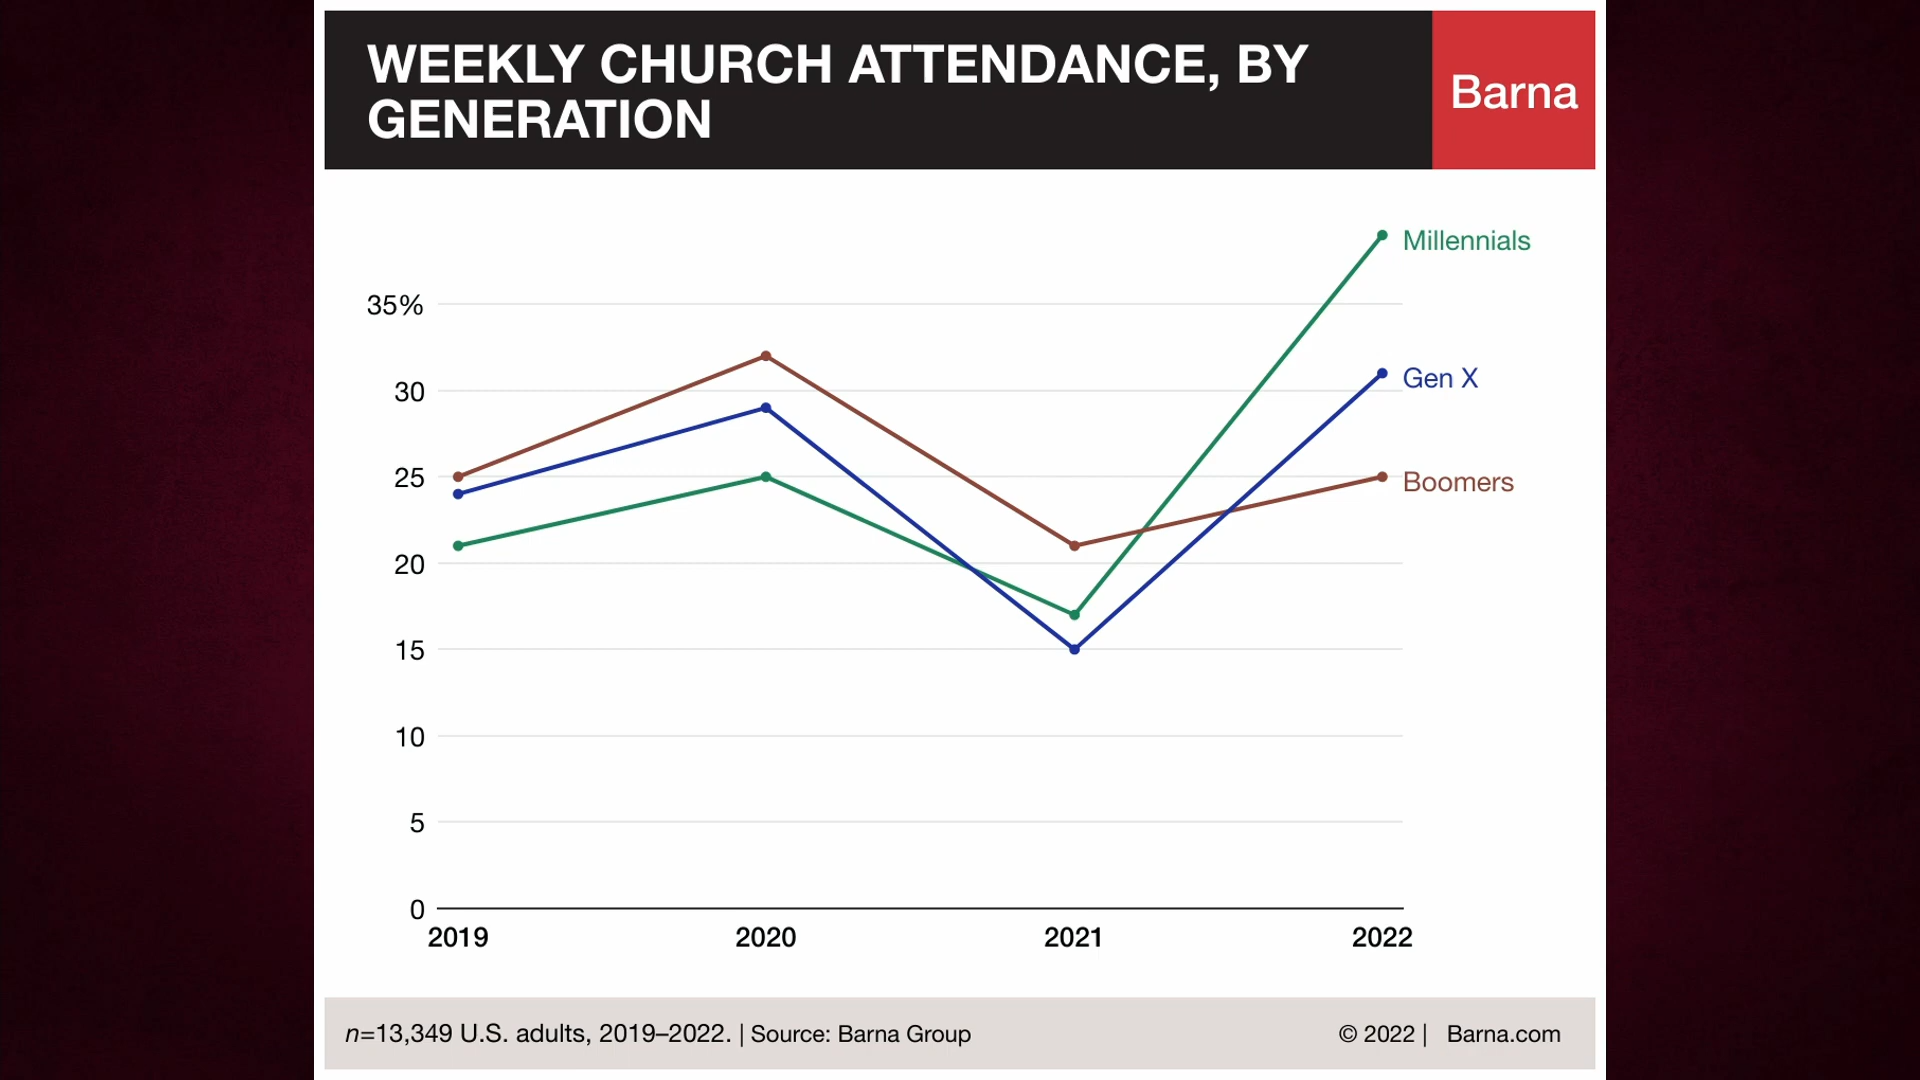 WEEKLY CHURCH ATTENDANCE, BY
GENERATION
Barna
Millennials
35%
Gen X
30
Boomers
25
20
15
10
5
0
2019 2020 2021 2022
n=13,349 U.S. adults, 2019–2022. | Source: Barna Group
© 2022 | Barna.com